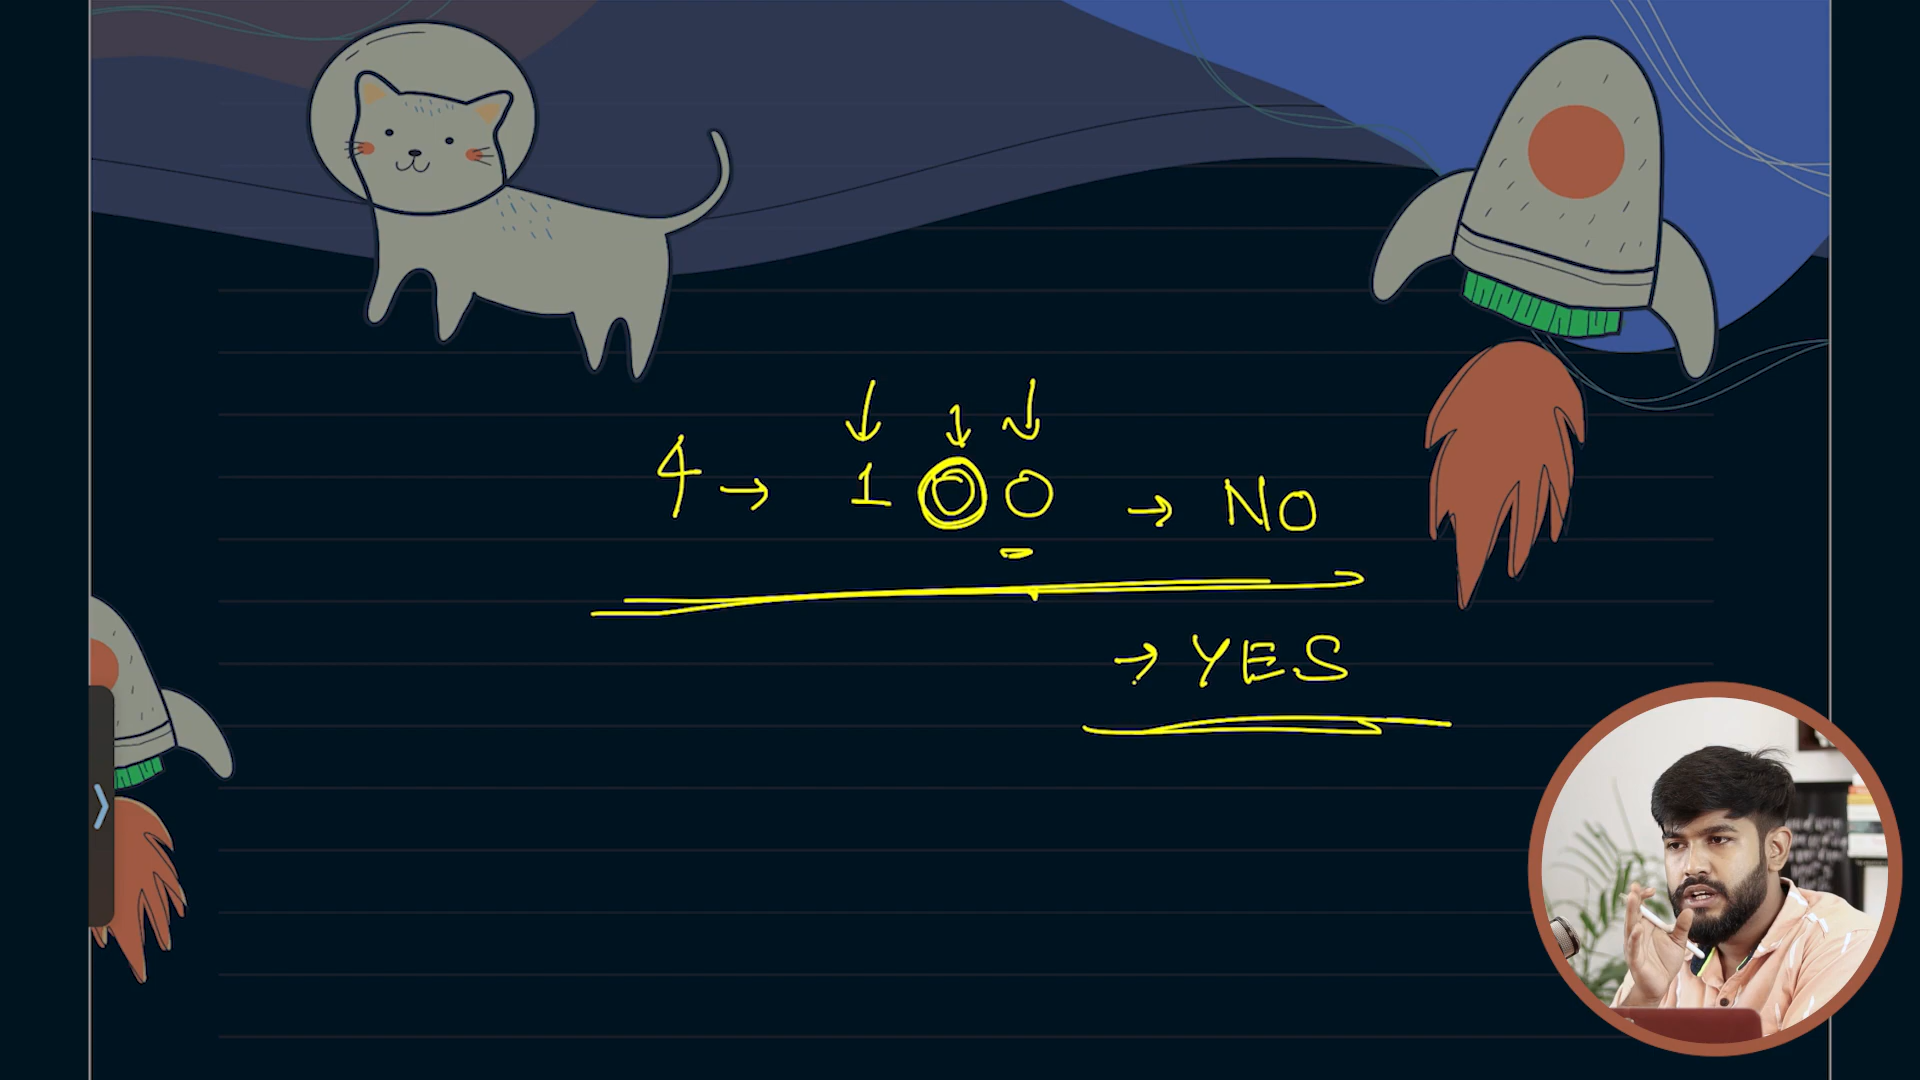 4 → 1 0 0 → NO
→ YES